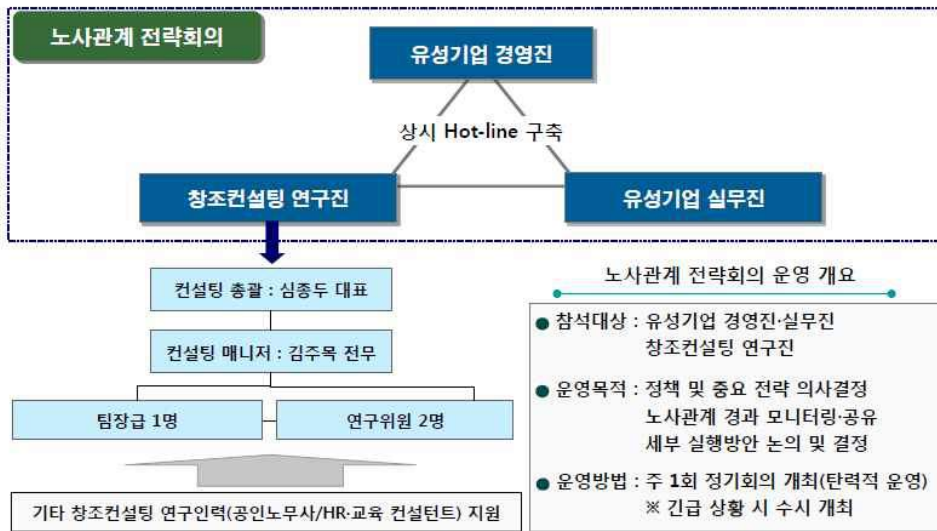 노사관계 전략회의
유성기업 경영진
상시 Hot-line 구축
창조컨설팅 연구진
유성기업 실무진
컨설팅 총괄 : 심종두 대표
컨설팅 매니저 : 김주목 전무
팀장급 1명
연구위원 2명
기타 창조컨설팅 연구인력(공인노무사/HR·교육 컨설턴트) 지원
노사관계 전략회의 운영 개요
● 참석대상 : 유성기업 경영진·실무진
창조컨설팅 연구진
● 운영목적 : 정책 및 중요 전략 의사결정
노사관계 경과 모니터링·공유
세부 실행방안 논의 및 결정
● 운영방법 : 주 1회 정기회의 개최(탄력적 운영)
※ 긴급 상황 시 수시 개최